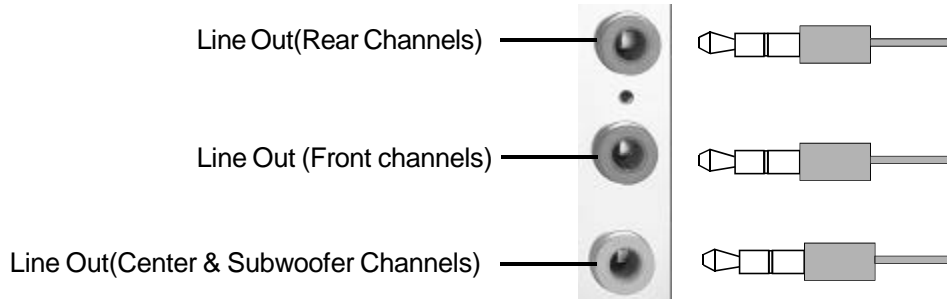 Line Out(Rear Channels)
Line Out (Front channels)
Line Out(Center & Subwoofer Channels)